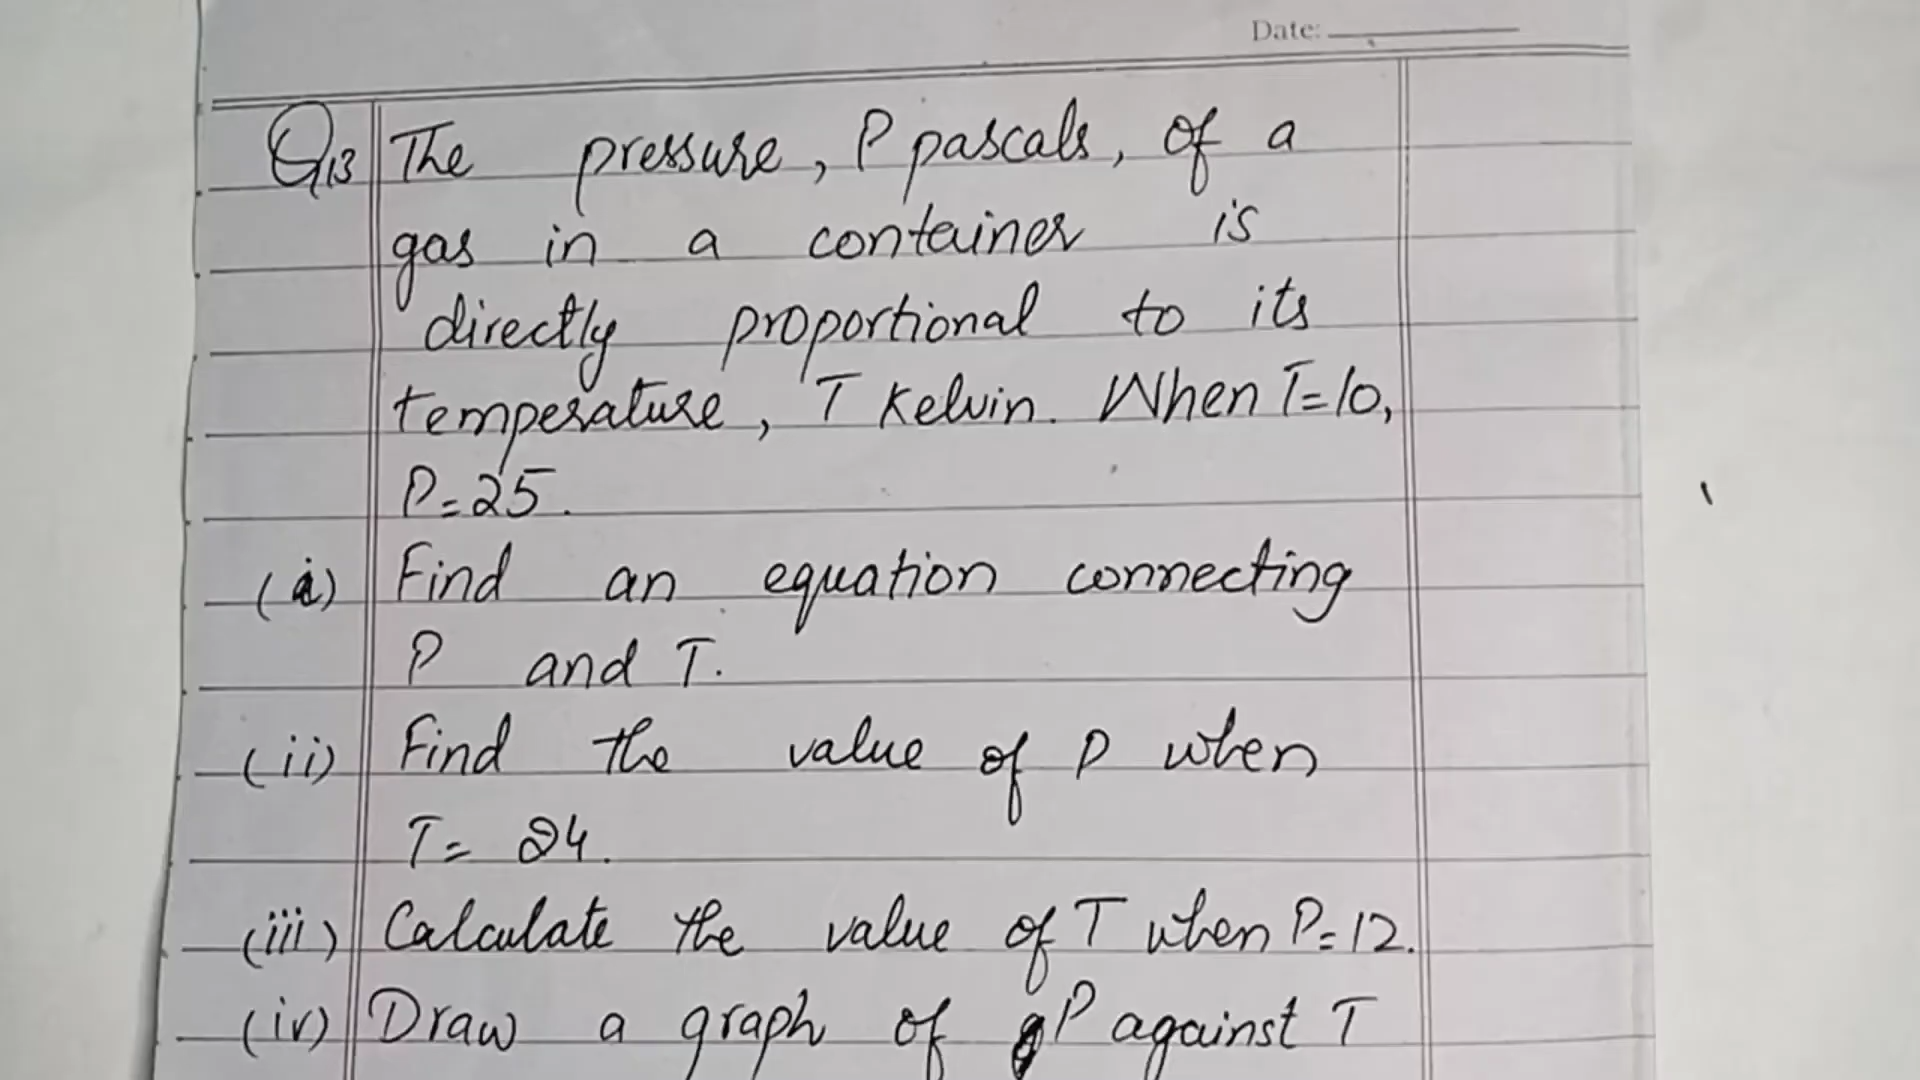 Date:
Q13 The pressure, P pascals, of a
gas in a container is
directly proportional to its
temperature, T Kelvin. When T=10,
P=25.
(i) Find an equation connecting
P and T.
(ii) Find the value of P when
T= 24.
(iii) Calculate the value of T when P=12.
(iv) Draw a graph of P against T